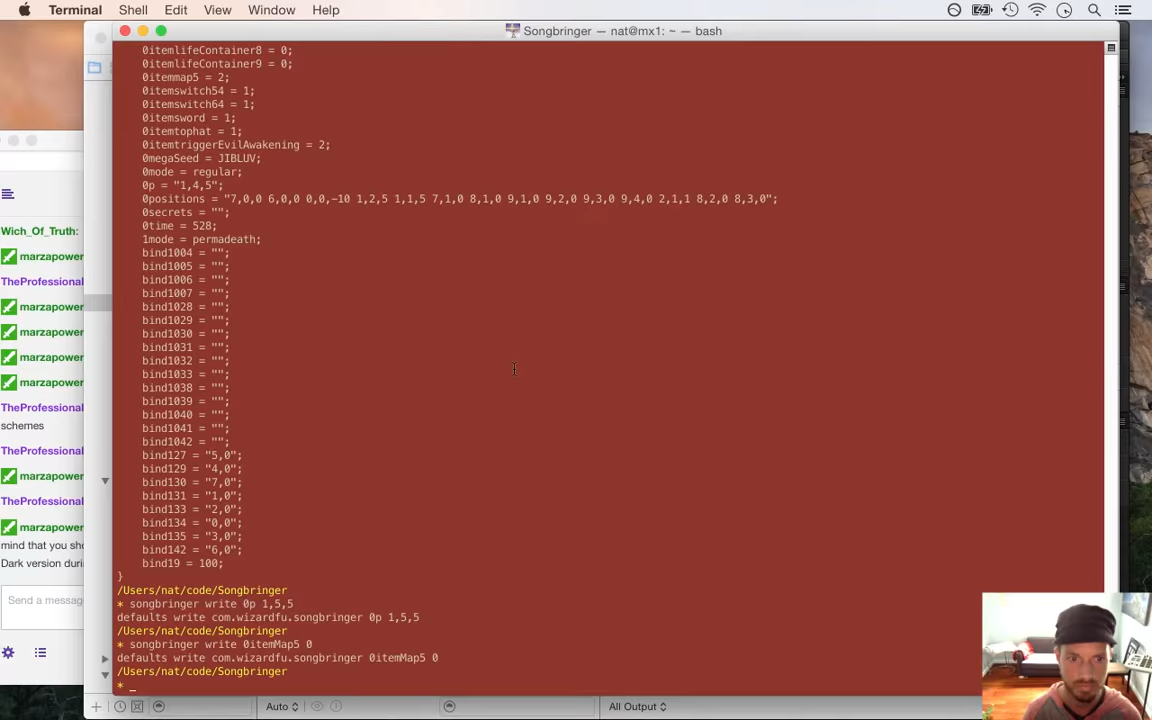 Terminal Shell Edit View Window Help
Songbringer — nat@mx1: ~ — bash
0itemlifeContainer8 = 0;
0itemlifeContainer9 = 0;
0itemmap5 = 2;
0itemswitch54 = 1;
0itemswitch64 = 1;
0itemsword = 1;
0itemtophat = 1;
0itemtriggerEvilAwakening = 2;
0megaSeed = JIBLUV;
0mode = regular;
0p = "1,4,5";
0positions = "7,0,0 6,0,0 0,0,-10 1,2,5 1,1,5 7,1,0 8,1,0 9,1,0 9,2,0 9,3,0 9,4,0 2,1,1 8,2,0 8,3,0";
0secrets = "";
0time = 528;
1mode = permadeath;
bind1004 = "";
bind1005 = "";
bind1006 = "";
bind1007 = "";
bind1028 = "";
bind1029 = "";
bind1030 = "";
bind1031 = "";
bind1032 = "";
bind1033 = "";
bind1038 = "";
bind1039 = "";
bind1040 = "";
bind1041 = "";
bind1042 = "";
bind127 = "5,0";
bind129 = "4,0";
bind130 = "7,0";
bind131 = "1,0";
bind133 = "2,0";
bind134 = "0,0";
bind135 = "3,0";
bind142 = "6,0";
bind19 = 100;
}
/Users/nat/code/Songbringer
* songbringer write 0p 1,5,5
defaults write com.wizardfu.songbringer 0p 1,5,5
/Users/nat/code/Songbringer
* songbringer write 0itemMap5 0
defaults write com.wizardfu.songbringer 0itemMap5 0
/Users/nat/code/Songbringer
* _
Wich_Of_Truth:
marzapower
TheProfessional
marzapower
marzapower
marzapower
marzapower
TheProfessional
schemes
TheProfessional
marzapower
TheProfessional
marzapower
mind that you sho
Dark version duri
Send a messag
Auto
All Output